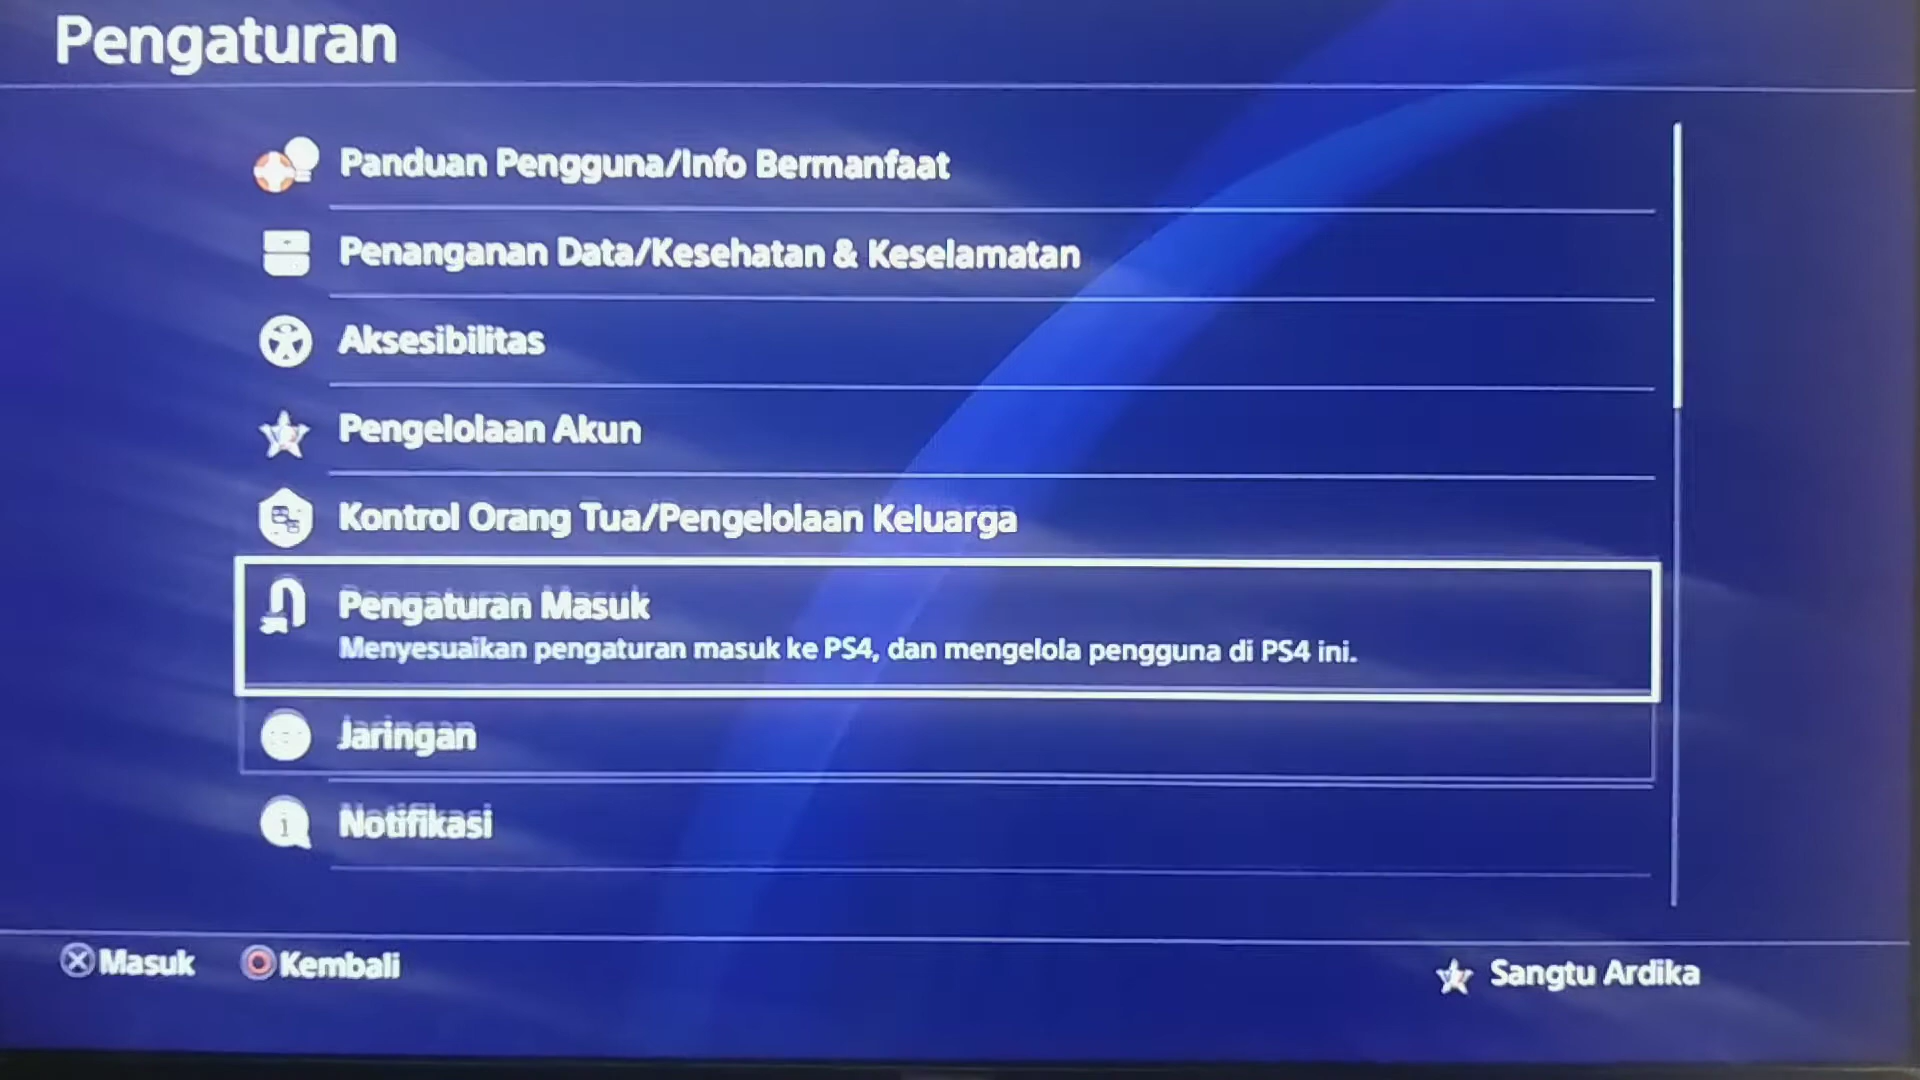 Pengaturan
Panduan Pengguna/Info Bermanfaat
Penanganan Data/Kesehatan & Keselamatan
Aksesibilitas
Pengelolaan Akun
Kontrol Orang Tua/Pengelolaan Keluarga
Pengaturan Masuk
Menyesuaikan pengaturan masuk ke PS4, dan mengelola pengguna di PS4 ini.
Jaringan
Notifikasi
Masuk
Kembali
Sangtu Ardika